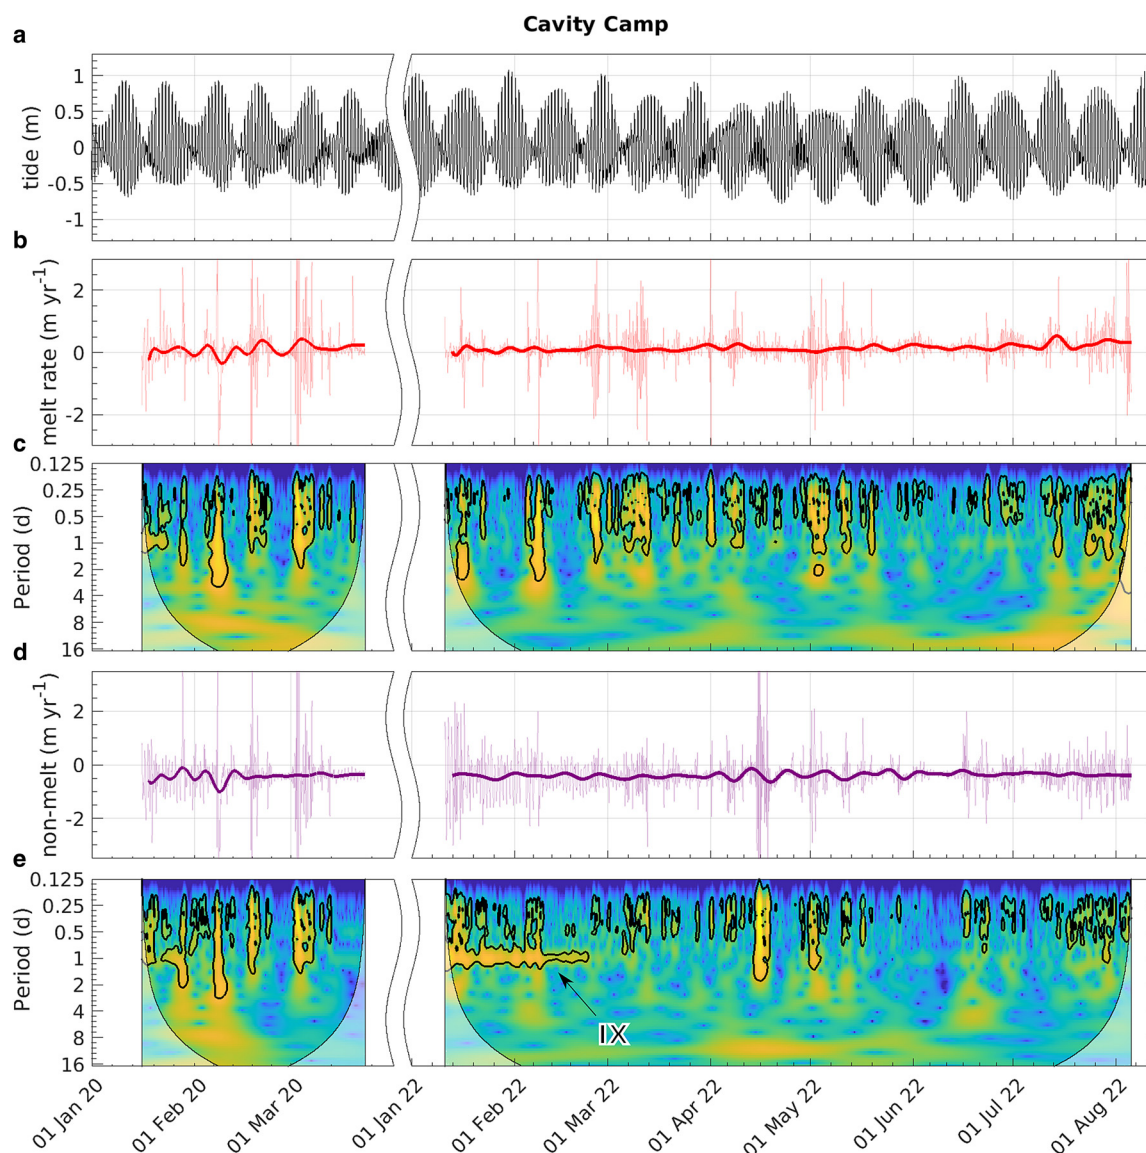 Cavity Camp
a
tide (m)
1
0.5
0
-0.5
-1
b
melt rate (m yr-1)
2
0
-2
c
Period (d)
0.125
0.25
0.5
1
2
4
8
16
d
non-melt (m yr-1)
2
0
-2
e
Period (d)
0.125
0.25
0.5
1
2
4
8
16
IX
01 Jan 20
01 Feb 20
01 Mar 20
01 Jan 22
01 Feb 22
01 Mar 22
01 Apr 22
01 May 22
01 Jun 22
01 Jul 22
01 Aug 22